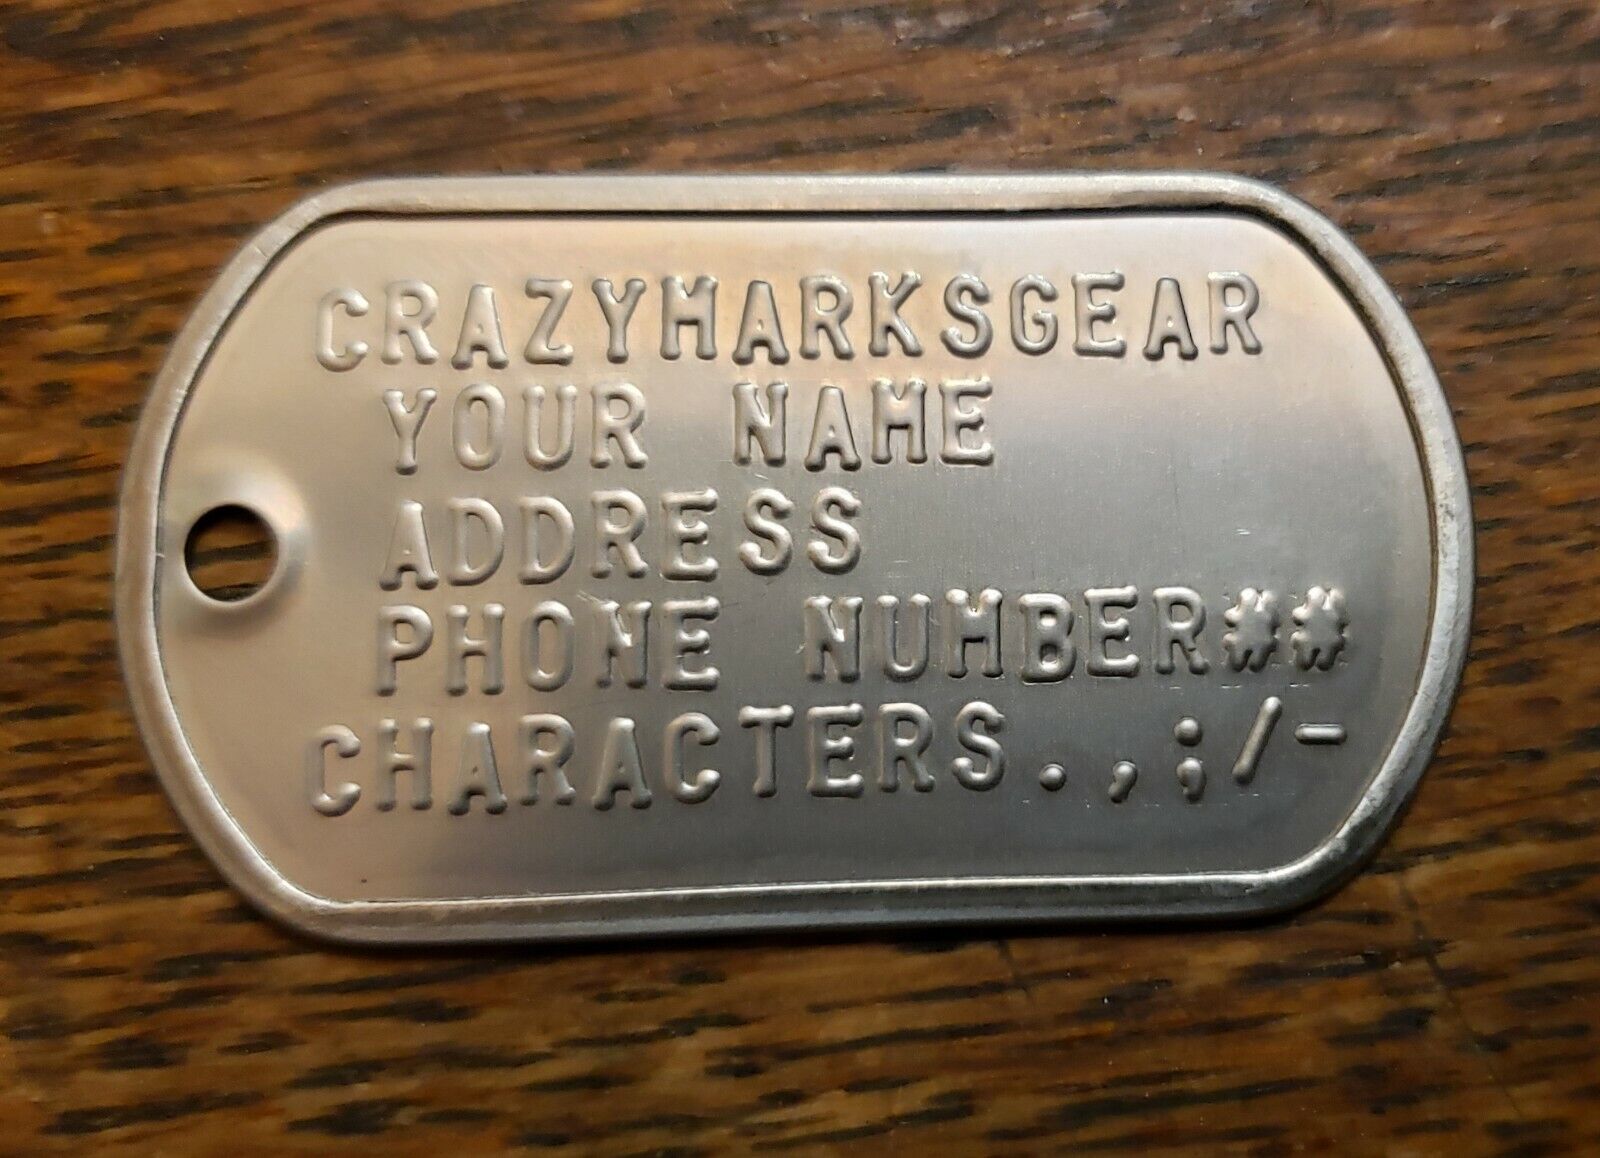 CRAZYMARKSGEAR
YOUR NAME
ADDRESS
PHONE NUMBER##
CHARACTERS.,;/-